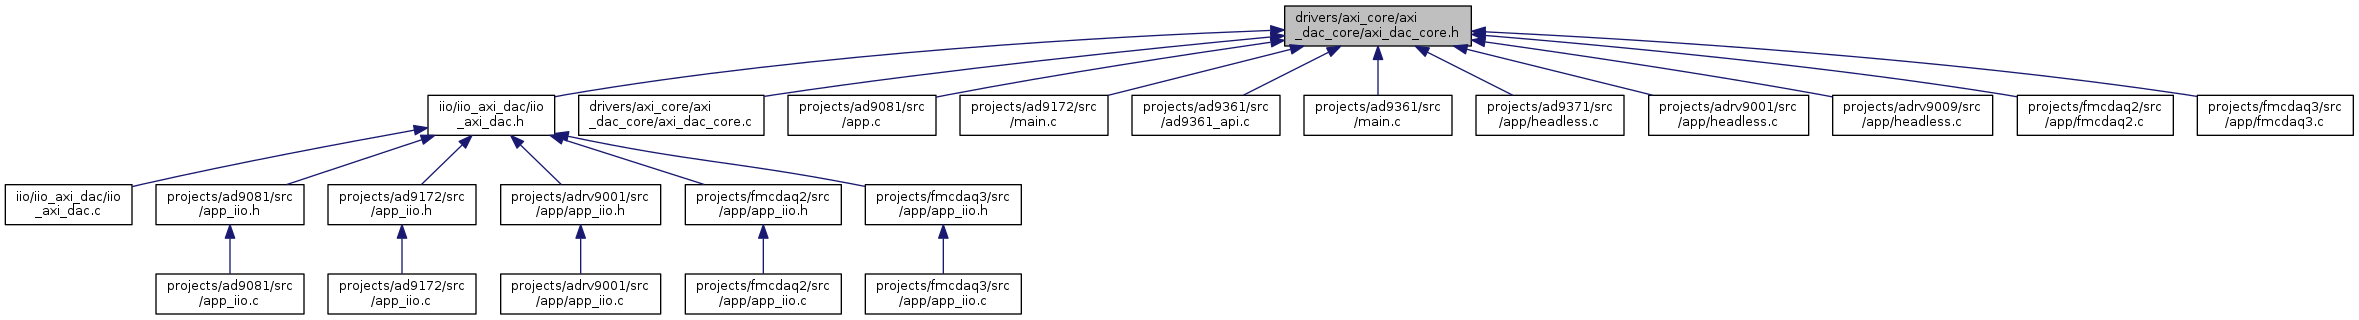 drivers/axi_core/axi
_dac_core/axi_dac_core.h
iio/iio_axi_dac/iio
_axi_dac.h
drivers/axi_core/axi
_dac_core/axi_dac_core.c
projects/ad9081/src
/app.c
projects/ad9172/src
/main.c
projects/ad9361/src
/ad9361_api.c
projects/ad9361/src
/main.c
projects/ad9371/src
/app/headless.c
projects/adrv9001/src
/app/headless.c
projects/adrv9009/src
/app/headless.c
projects/fmcdaq2/src
/app/fmcdaq2.c
projects/fmcdaq3/src
/app/fmcdaq3.c
iio/iio_axi_dac/iio
_axi_dac.c
projects/ad9081/src
/app_iio.h
projects/ad9172/src
/app_iio.h
projects/adrv9001/src
/app/app_iio.h
projects/fmcdaq2/src
/app/app_iio.h
projects/fmcdaq3/src
/app/app_iio.h
projects/ad9081/src
/app_iio.c
projects/ad9172/src
/app_iio.c
projects/adrv9001/src
/app/app_iio.c
projects/fmcdaq2/src
/app/app_iio.c
projects/fmcdaq3/src
/app/app_iio.c